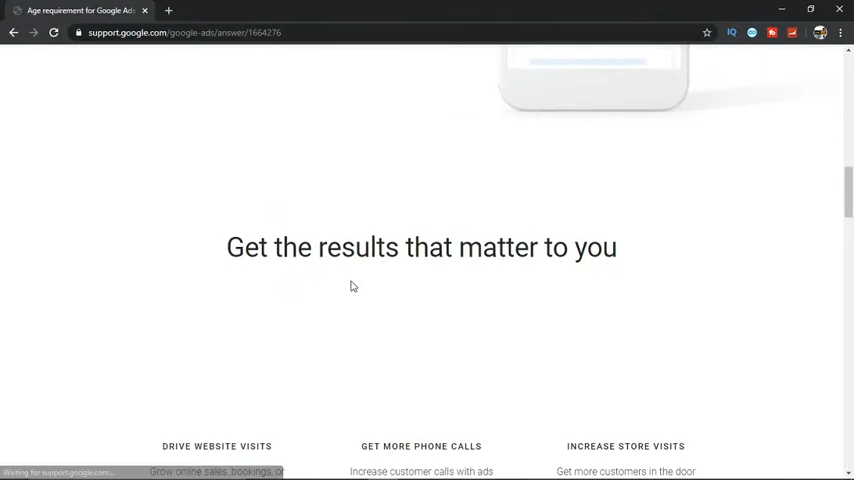 Age requirement for Google Ads
support.google.com/google-ads/answer/1664276
IQ
Get the results that matter to you
DRIVE WEBSITE VISITS
GET MORE PHONE CALLS
INCREASE STORE VISITS
Grow online sales, bookings, or
Increase customer calls with ads
Get more customers in the door
Waiting for support.google.com...